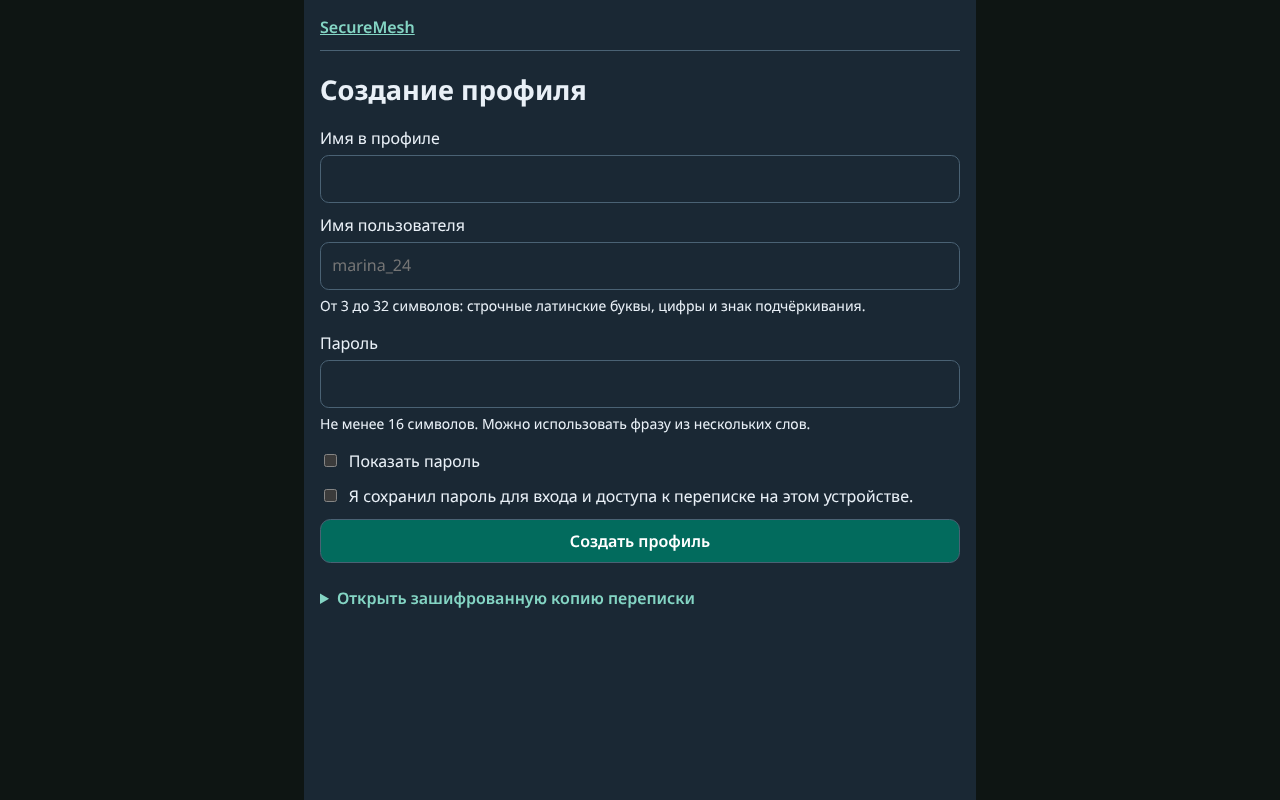 SecureMesh
Создание профиля
Имя в профиле
Имя пользователя
marina_24
От 3 до 32 символов: строчные латинские буквы, цифры и знак подчёркивания.
Пароль
Не менее 16 символов. Можно использовать фразу из нескольких слов.
Показать пароль
Я сохранил пароль для входа и доступа к переписке на этом устройстве.
Создать профиль
Открыть зашифрованную копию переписки